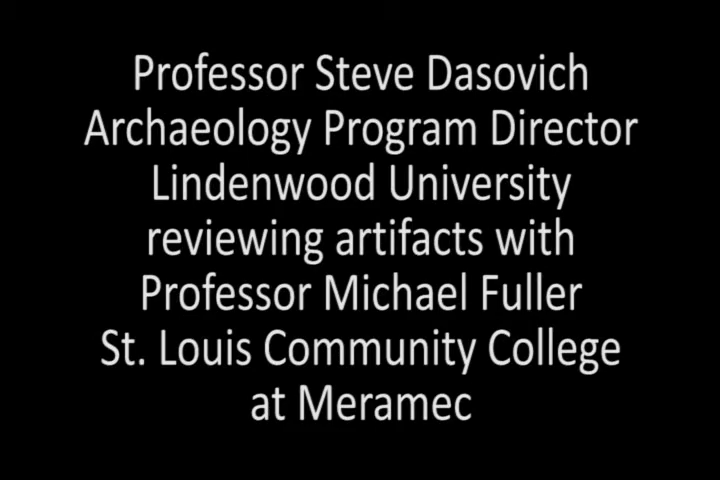 Professor Steve Dasovich
Archaeology Program Director
Lindenwood University
reviewing artifacts with
Professor Michael Fuller
St. Louis Community College
at Meramec